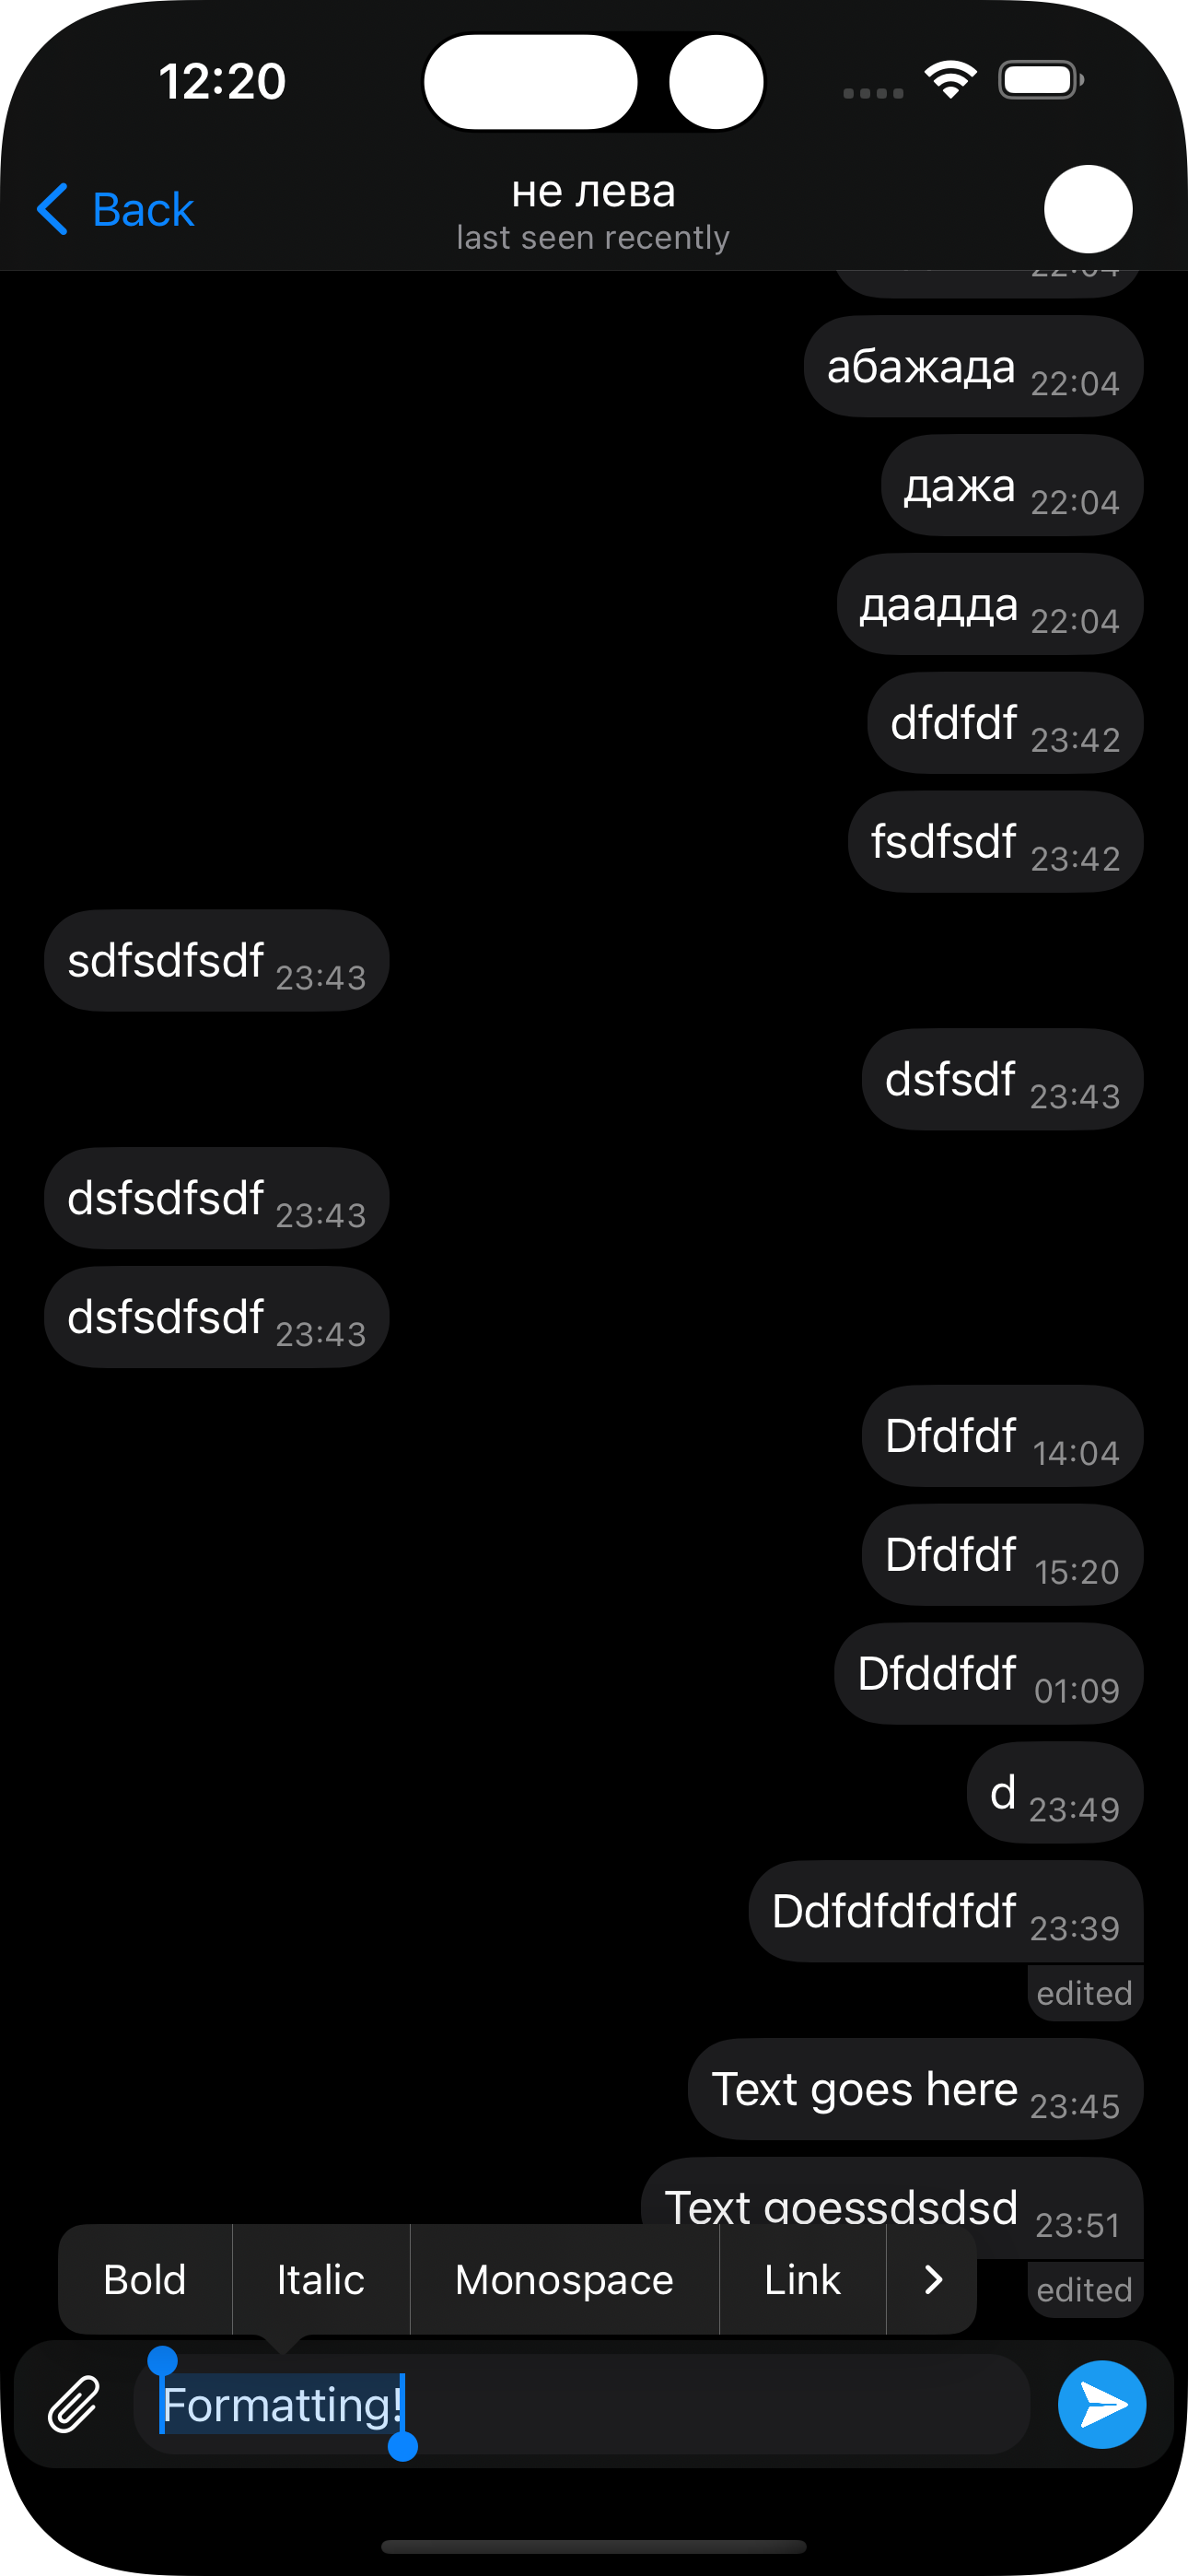 12:20
Back
не лева
last seen recently
22:04
абажада 22:04
дажа 22:04
даадда 22:04
dfdfdf 23:42
fsdfsdf 23:42
sdfsdfsdf 23:43
dsfsdf 23:43
dsfsdfsdf 23:43
dsfsdfsdf 23:43
Dfdfdf 14:04
Dfdfdf 15:20
Dfddfdf 01:09
d 23:49
Ddfdfdfdfdf 23:39
edited
Text goes here 23:45
Text goessdsdsd 23:51
edited
Bold Italic Monospace Link
Formatting!